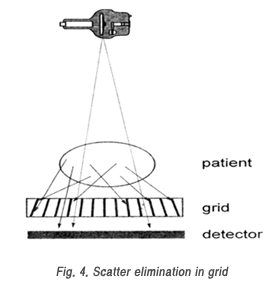 patient
grid
detector
Fig. 4. Scatter elimination in grid